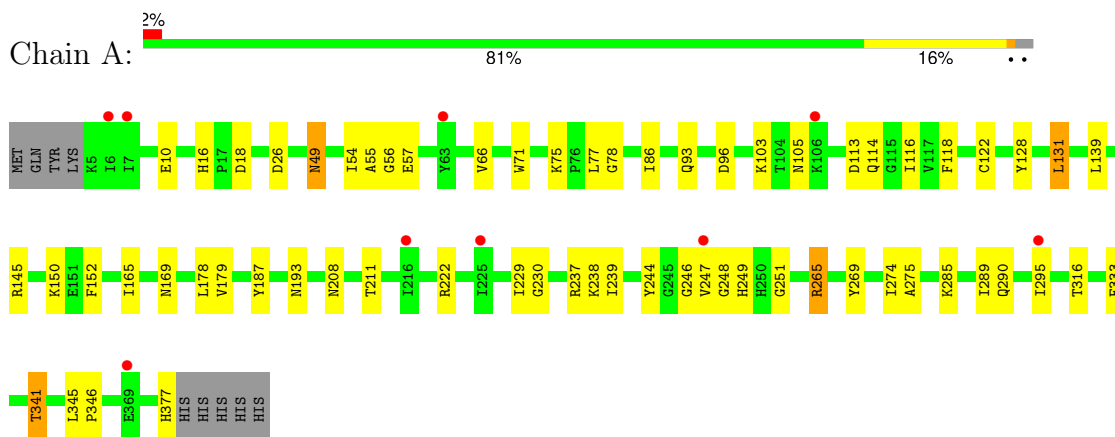 2%
Chain A:
81% 16% • •
MET GLN TYR LYS K5 I6 I7 E10 H16 P17 D18 D26 N49 I54 A55 G56 E57 Y63 V66 W71 K75 P76 L77 G78 I86 Q93 D96 K103 T104 N105 K106 D113 Q114 G115 I116 V117 F118 C122 Y128 L131 L139
R145 K150 E151 F152 I165 N169 L178 V179 Y187 N193 N208 T211 I216 R222 I225 I229 G230 R237 K238 I239 Y244 G245 G246 V247 G248 H249 H250 G251 R265 Y269 I274 A275 K285 I289 Q290 I295 T316
T341 L345 P346 E369 H377 HIS HIS HIS HIS HIS